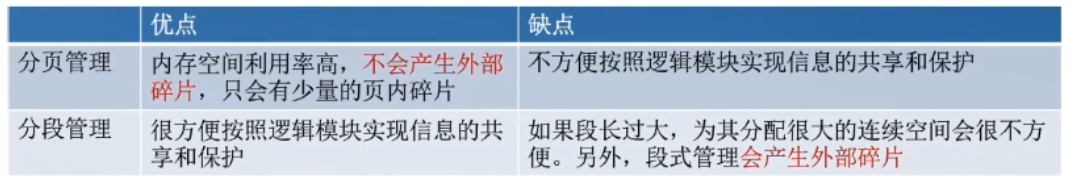 优点
缺点
分页管理
内存空间利用率高，不会产生外部
碎片，只会有少量的页内碎片
不方便按照逻辑模块实现信息的共享和保护
分段管理
很方便按照逻辑模块实现信息的共
享和保护
如果段长过大，为其分配很大的连续空间会很不方
便。另外，段式管理会产生外部碎片